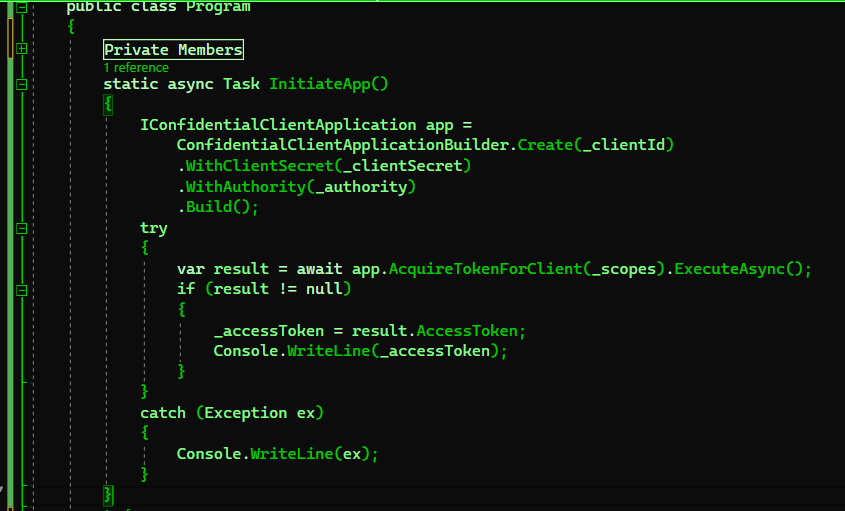 public class Program
{
Private Members
1 reference
static async Task InitiateApp()
{
IConfidentialClientApplication app =
ConfidentialClientApplicationBuilder.Create(_clientId)
.WithClientSecret(_clientSecret)
.WithAuthority(_authority)
.Build();
try
{
var result = await app.AcquireTokenForClient(_scopes).ExecuteAsync();
if (result != null)
{
_accessToken = result.AccessToken;
Console.WriteLine(_accessToken);
}
}
catch (Exception ex)
{
Console.WriteLine(ex);
}
}